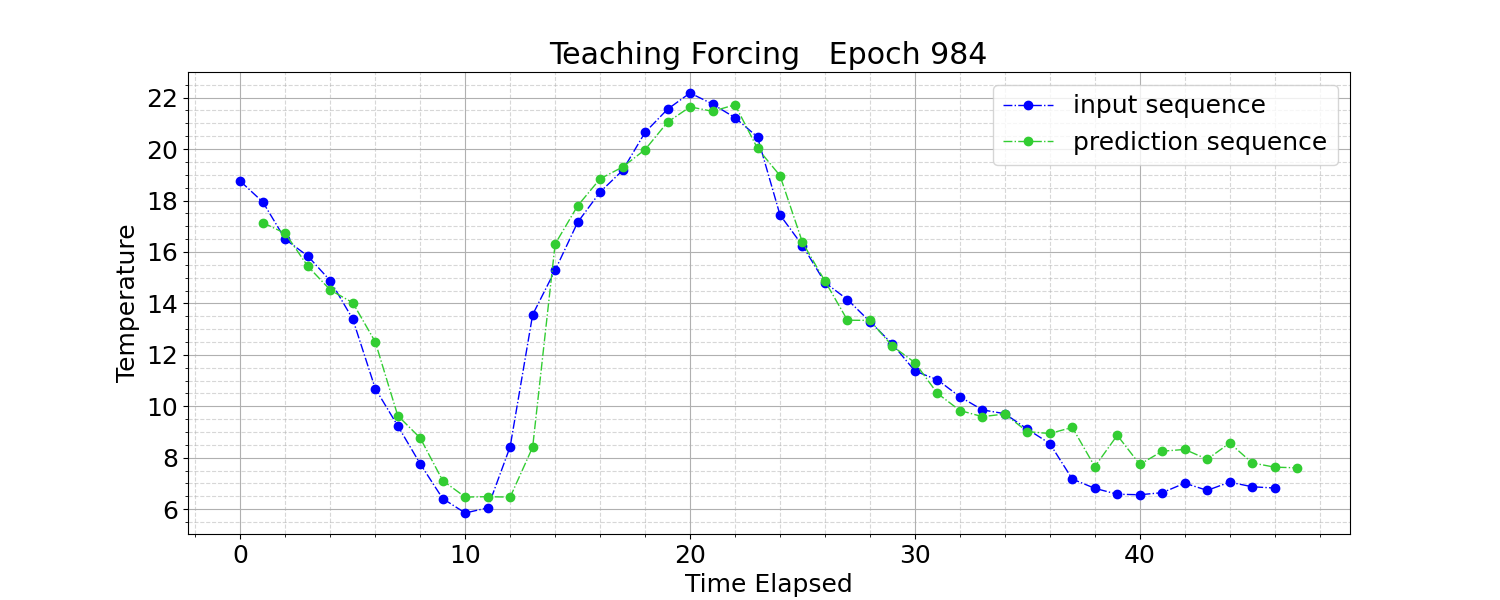 Teaching Forcing   Epoch 984
input sequence
prediction sequence
22
20
18
16
14
12
10
8
6
Temperature
0 10 20 30 40
Time Elapsed